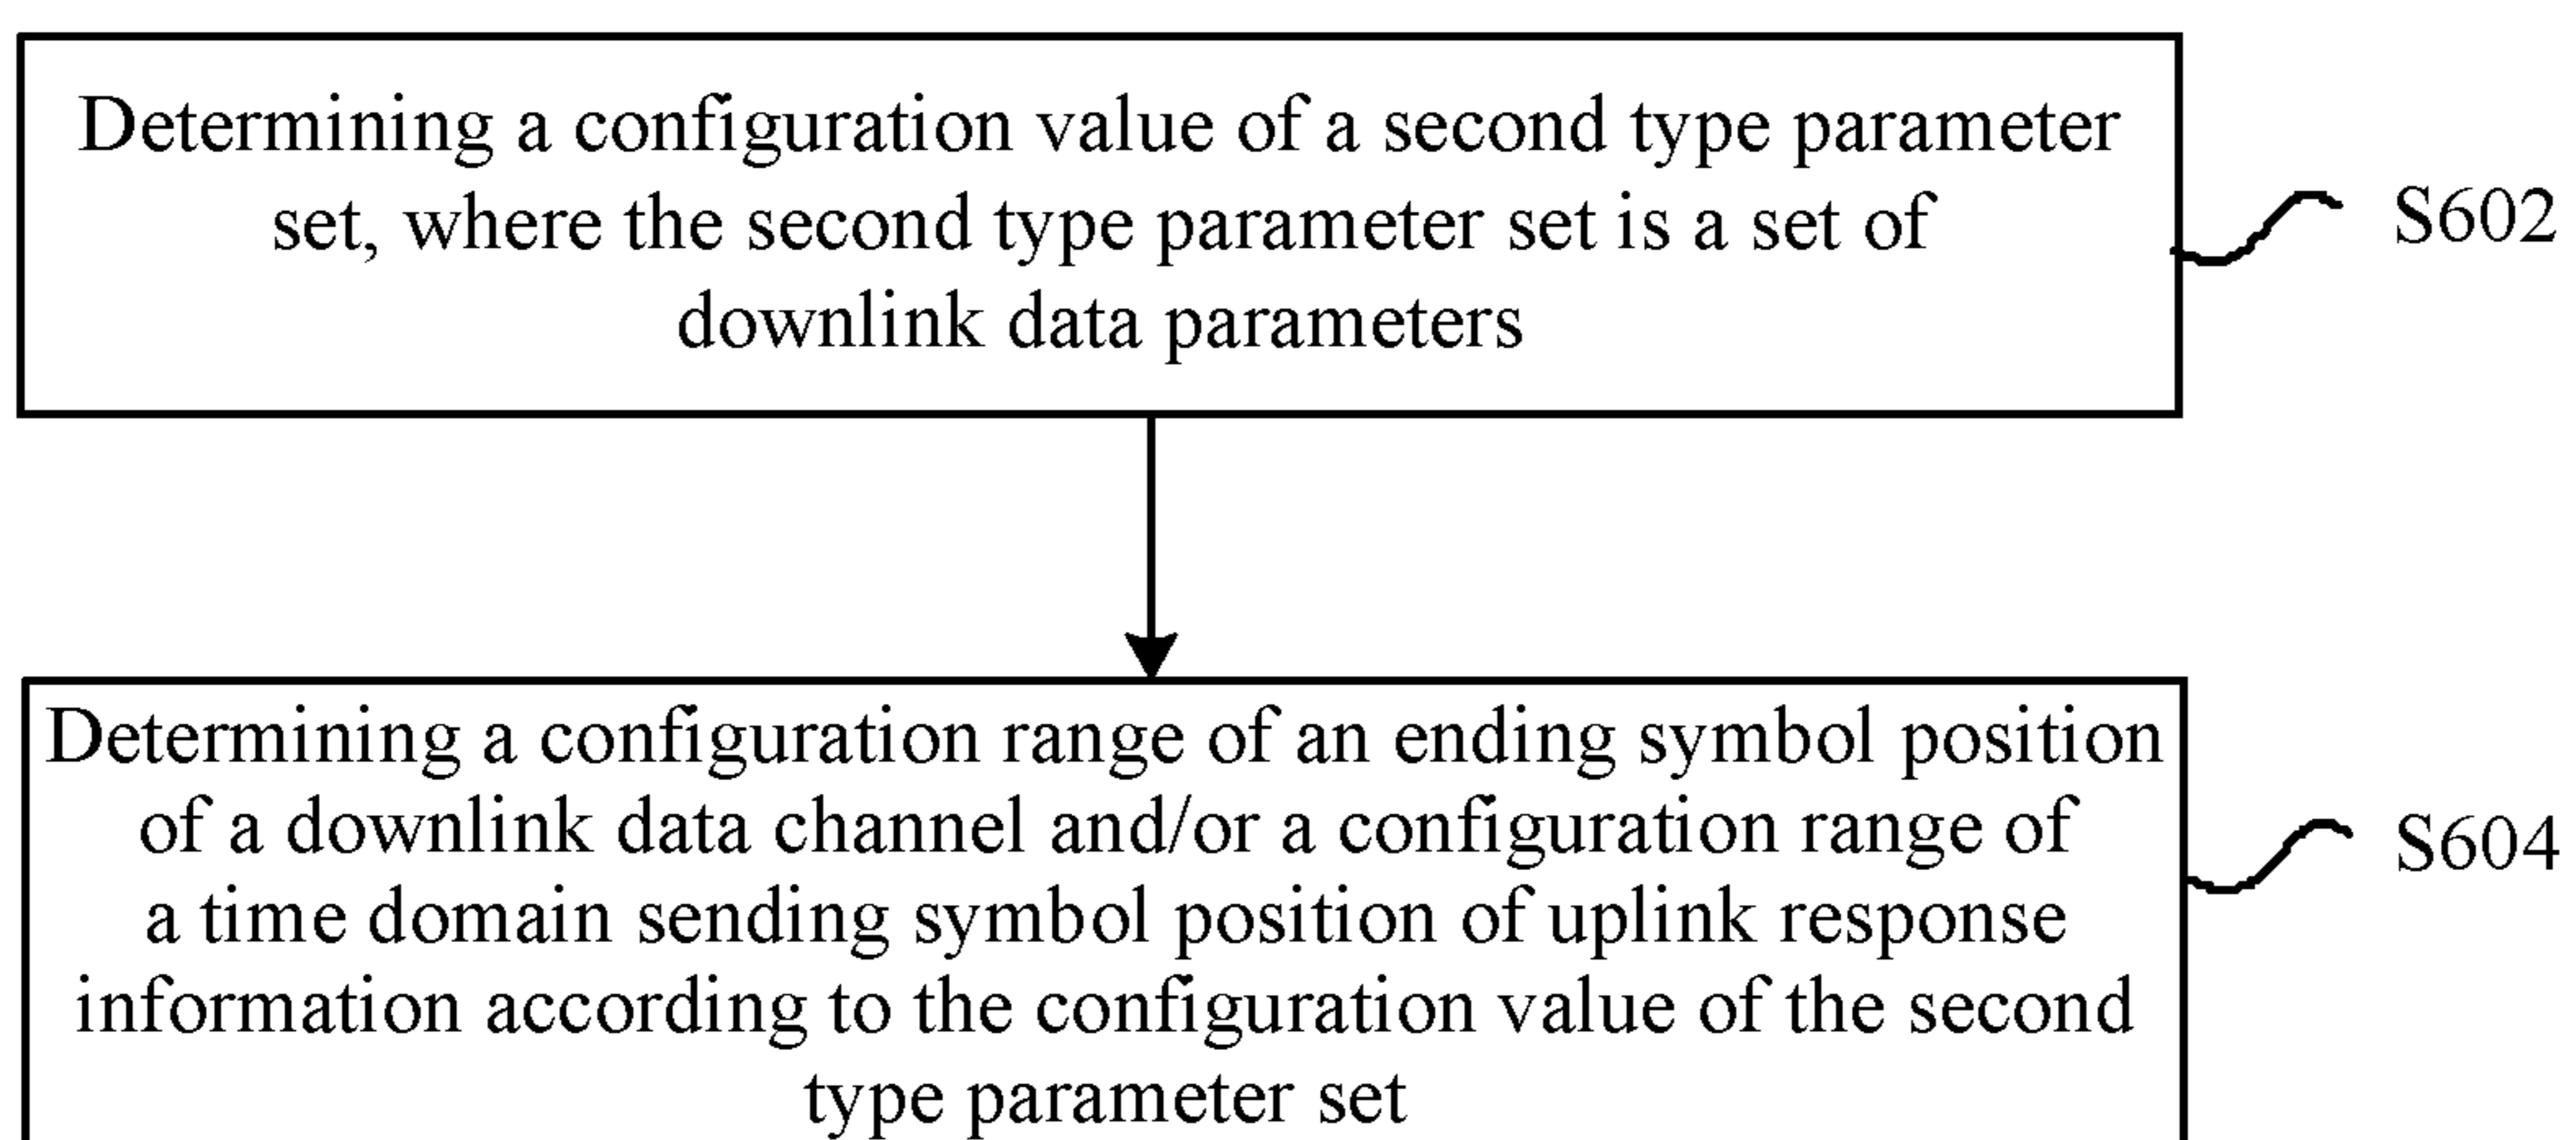 Determining a configuration value of a second type parameter
set, where the second type parameter set is a set of
downlink data parameters
S602
Determining a configuration range of an ending symbol position
of a downlink data channel and/or a configuration range of
a time domain sending symbol position of uplink response
information according to the configuration value of the second
type parameter set
S604